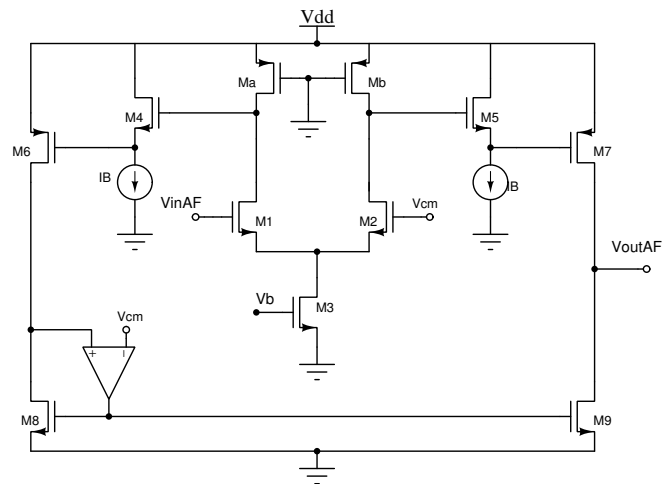 Vdd
Ma
Mb
M4
M5
M6
M7
IB
IB
VinAF
M1
M2
Vcm
VoutAF
Vb
M3
Vcm
+
−
M8
M9